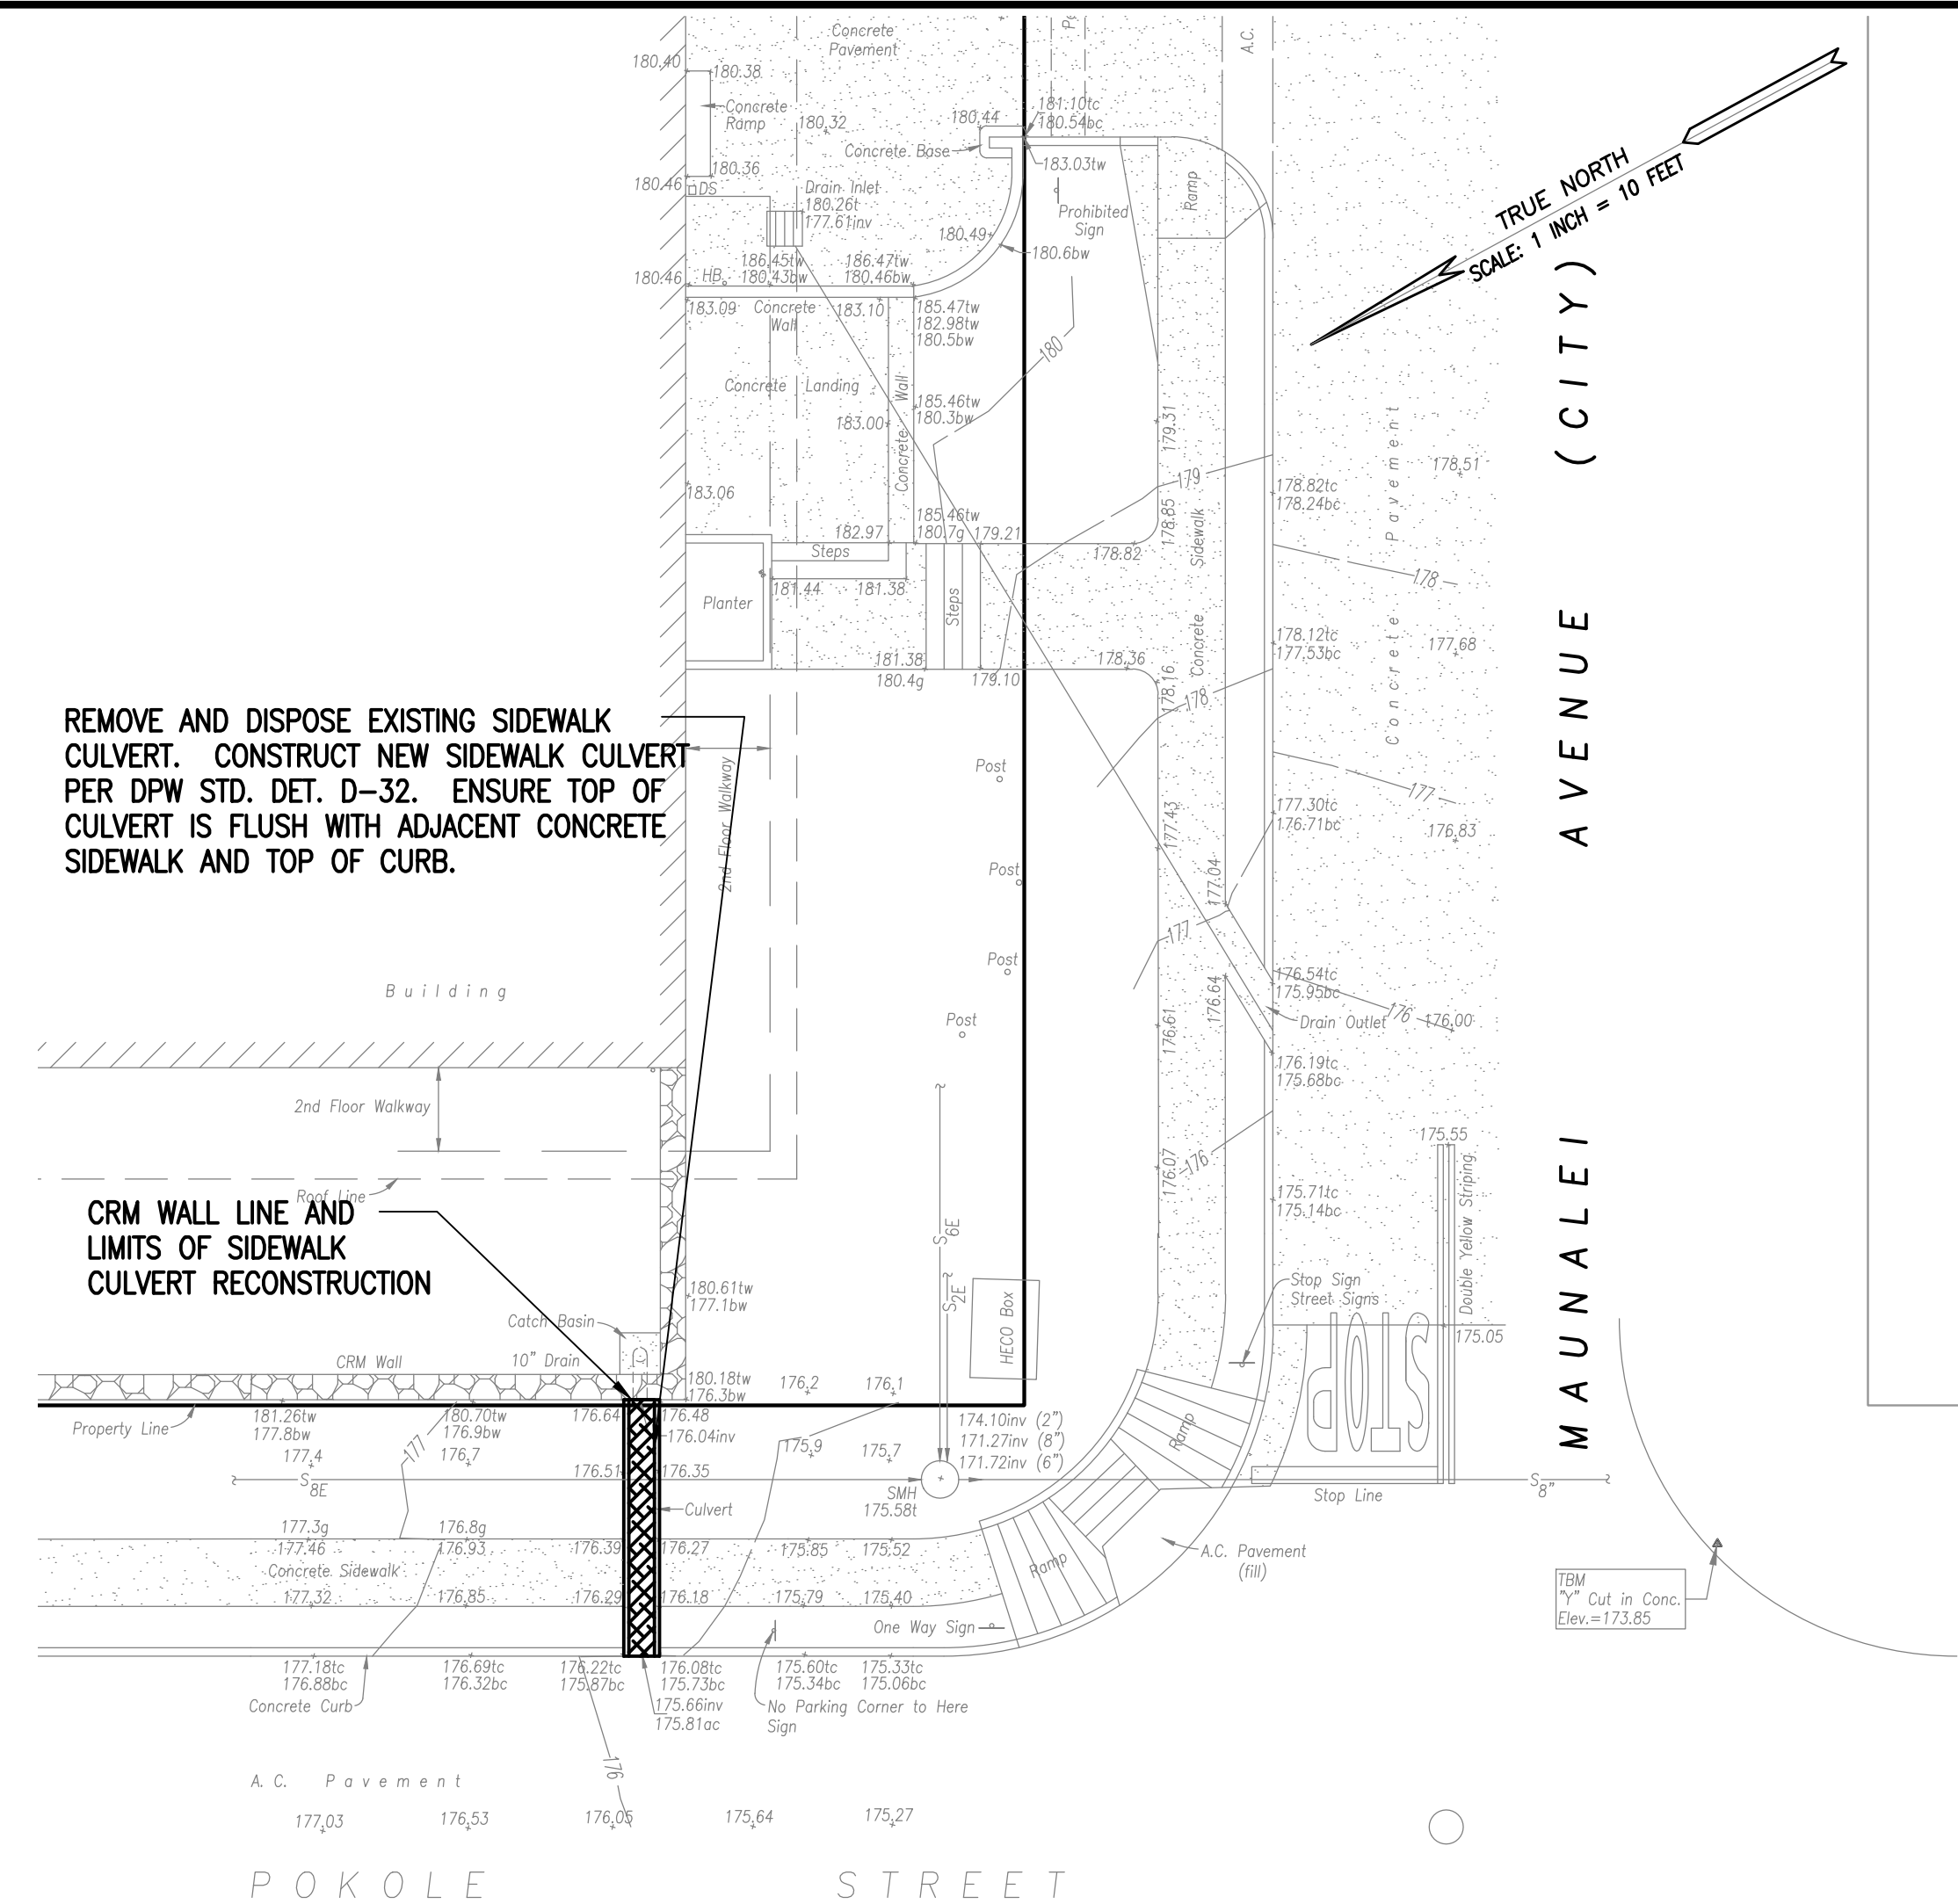 Concrete
Pavement
P
A.C.
180.40
180.38
Concrete
Ramp
180.32
180.44
181.10tc
180.54bc
Concrete Base
183.03tw
180.36
180.46
DS
Drain Inlet
180.26t
177.61inv
Prohibited
Sign
Ramp
180.49
180.6bw
186.45tw
180.43bw
186.47tw
180.46bw
180.46
HB
183.09
Concrete
Wall
183.10
185.47tw
182.98tw
180.5bw
180
TRUE NORTH
SCALE: 1 INCH = 10 FEET
Concrete Landing
Concrete Wall
185.46tw
180.3bw
183.00
179.31
183.06
179
178.82tc
178.24bc
178.51
Concrete Pavement
185.46tw
180.7g
179.21
182.97
Steps
178.82
178.85
Concrete Sidewalk
181.44
181.38
Planter
Steps
178
178.12tc
177.53bc
177.68
181.38
180.4g
179.10
178.36
178.16
178
MAUNALEI AVENUE (CITY)
REMOVE AND DISPOSE EXISTING SIDEWALK
CULVERT. CONSTRUCT NEW SIDEWALK CULVERT
PER DPW STD. DET. D-32. ENSURE TOP OF
CULVERT IS FLUSH WITH ADJACENT CONCRETE
SIDEWALK AND TOP OF CURB.
2nd Floor Walkway
Post
177.43
177.30tc
176.71bc
177
176.83
Post
177.04
177
Post
Building
176.54tc
175.95bc
Post
176.61
176.64
Drain Outlet
176
176.00
176.19tc
175.68bc
2nd Floor Walkway
176.07
176
175.55
Roof Line
175.71tc
175.14bc
Double Yellow Striping
CRM WALL LINE AND
LIMITS OF SIDEWALK
CULVERT RECONSTRUCTION
S 6E
S 2E
180.61tw
177.1bw
HECO Box
Stop Sign
Street Signs
STOP
175.05
Catch Basin
CRM Wall
10" Drain
180.18tw
176.3bw
176.2
176.1
Property Line
181.26tw
177.8bw
180.70tw
176.9bw
176.64
176.48
176.04inv
174.10inv (2")
171.27inv (8")
171.72inv (6")
177.4
177
176.7
175.9
175.7
S 8E
176.51
176.35
SMH
175.58t
Ramp
Stop Line
S 8"
Culvert
177.3g
177.46
176.8g
176.93
176.39
176.27
175.85
175.52
Concrete Sidewalk
Ramp
A.C. Pavement
(fill)
177.32
176.85
176.29
176.18
175.79
175.40
TBM
"Y" Cut in Conc.
Elev.=173.85
One Way Sign
177.18tc
176.88bc
176.69tc
176.32bc
176.22tc
175.87bc
176.08tc
175.73bc
175.60tc
175.34bc
175.33tc
175.06bc
Concrete Curb
175.66inv
175.81ac
No Parking Corner to Here
Sign
176
A. C. Pavement
177.03
176.53
176.05
175.64
175.27
POKOLE STREET